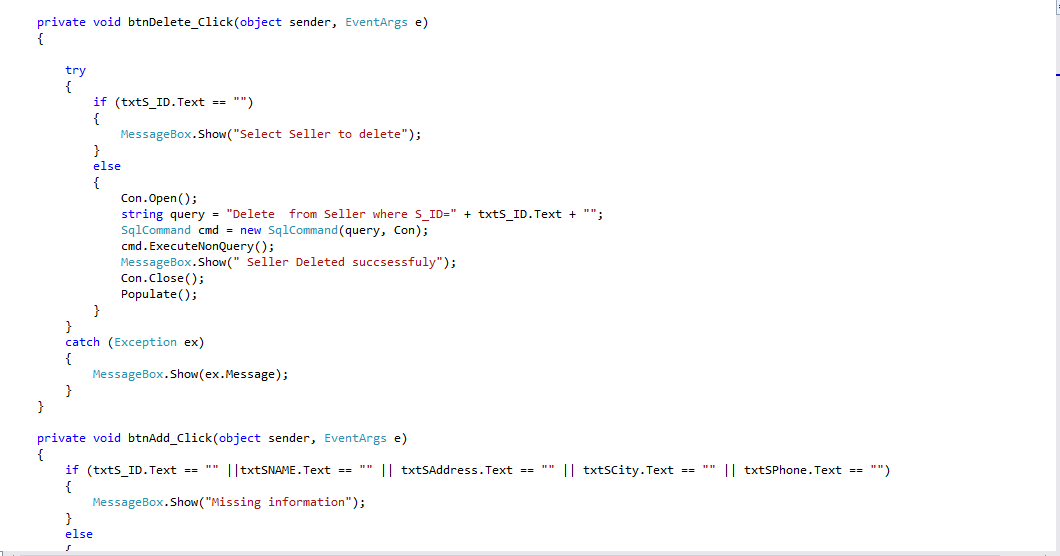 private void btnDelete_Click(object sender, EventArgs e)
{
try
{
if (txtS_ID.Text == "")
{
MessageBox.Show("Select Seller to delete");
}
else
{
Con.Open();
string query = "Delete  from Seller where S_ID=" + txtS_ID.Text + "";
SqlCommand cmd = new SqlCommand(query, Con);
cmd.ExecuteNonQuery();
MessageBox.Show(" Seller Deleted succsessfuly");
Con.Close();
Populate();
}
}
catch (Exception ex)
{
MessageBox.Show(ex.Message);
}
}
private void btnAdd_Click(object sender, EventArgs e)
{
if (txtS_ID.Text == "" ||txtSNAME.Text == "" || txtSAddress.Text == "" || txtSCity.Text == "" || txtSPhone.Text == "")
{
MessageBox.Show("Missing information");
}
else
{